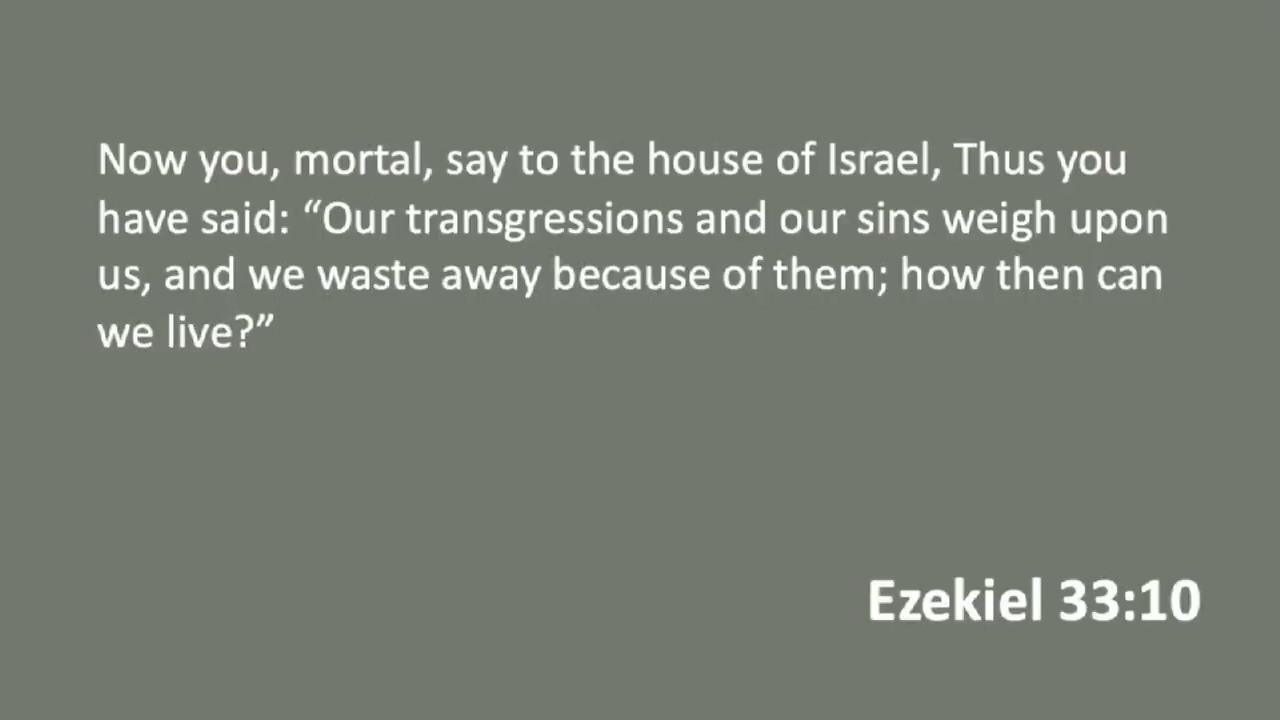 Now you, mortal, say to the house of Israel, Thus you
have said: “Our transgressions and our sins weigh upon
us, and we waste away because of them; how then can
we live?”
Ezekiel 33:10